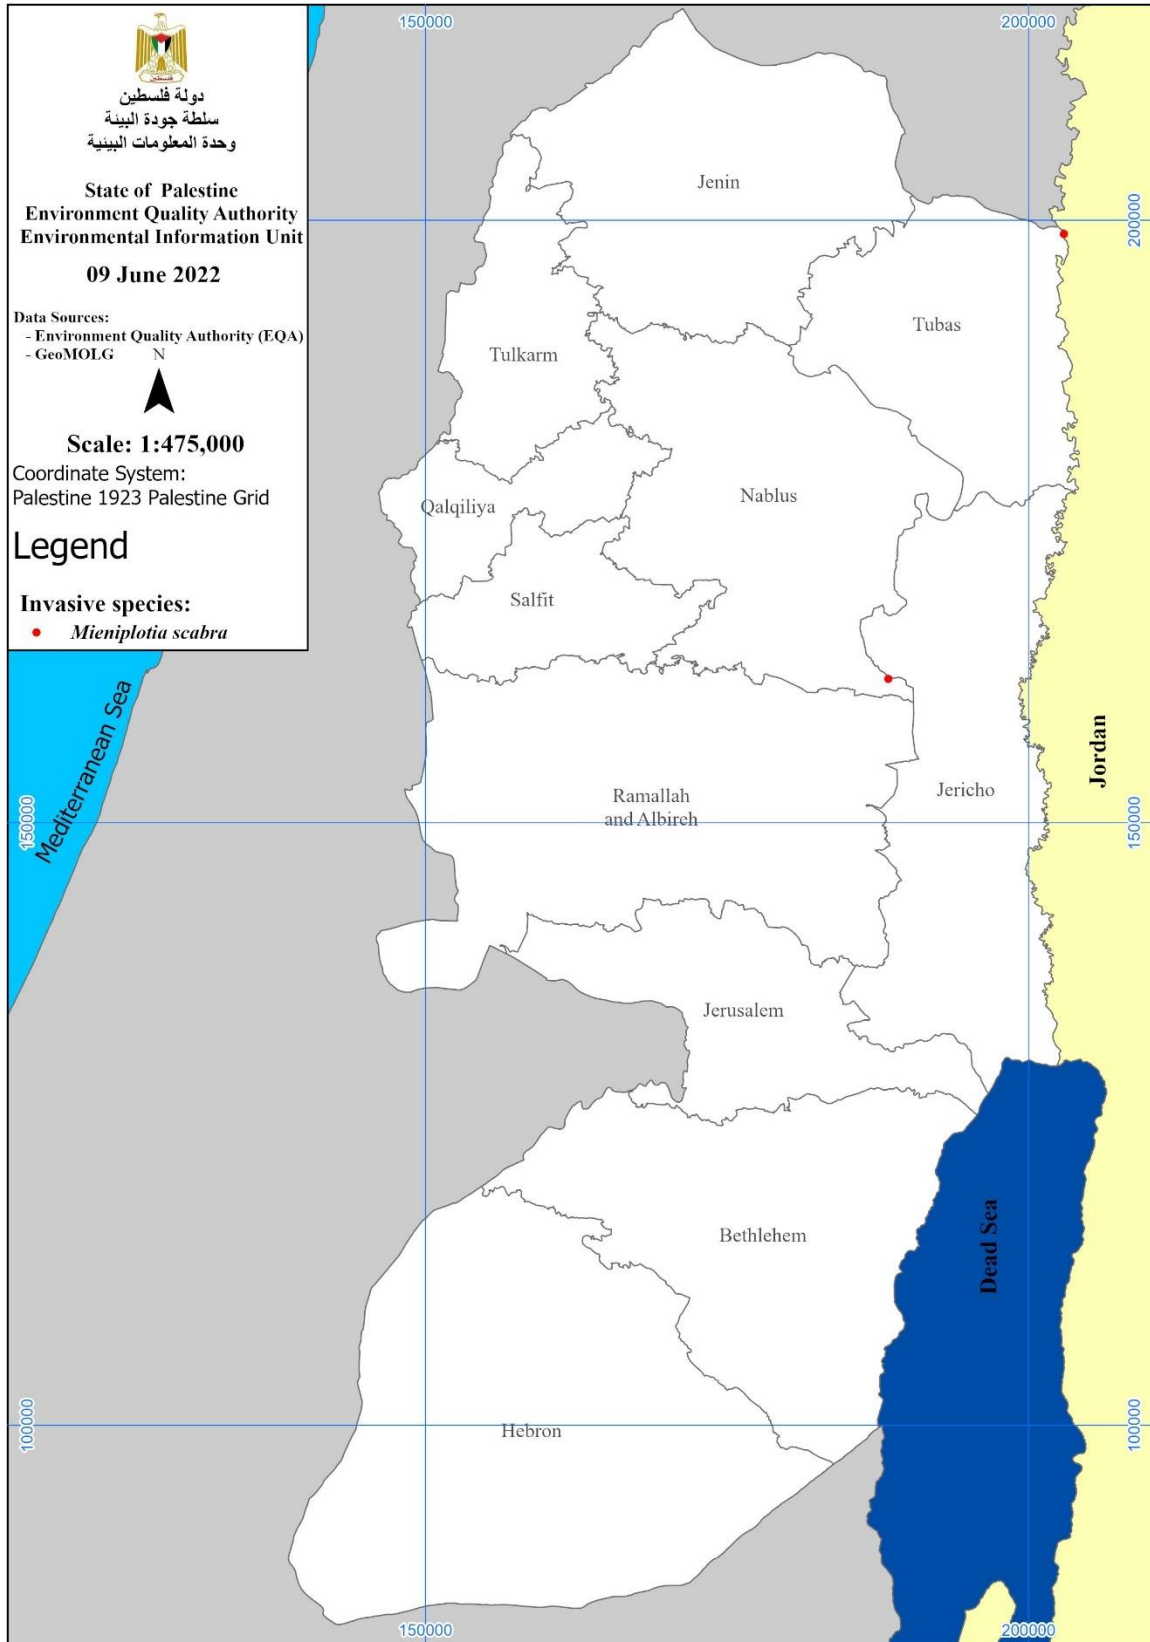 فلسطين
دولة فلسطين
سلطة جودة البيئة
وحدة المعلومات البيئية
State of Palestine
Environment Quality Authority
Environmental Information Unit
09 June 2022
Data Sources:
- Environment Quality Authority (EQA)
- GeoMOLG
N
Scale: 1:475,000
Coordinate System:
Palestine 1923 Palestine Grid
Legend
Invasive species:
Mieniplotia scabra
150000
200000
200000
Jenin
Tubas
Tulkarm
Nablus
Qalqiliya
Salfit
Mediterranean Sea
Jordan
Jericho
Ramallah
and Albireh
150000
150000
Jerusalem
Bethlehem
Dead Sea
Hebron
100000
100000
150000
200000